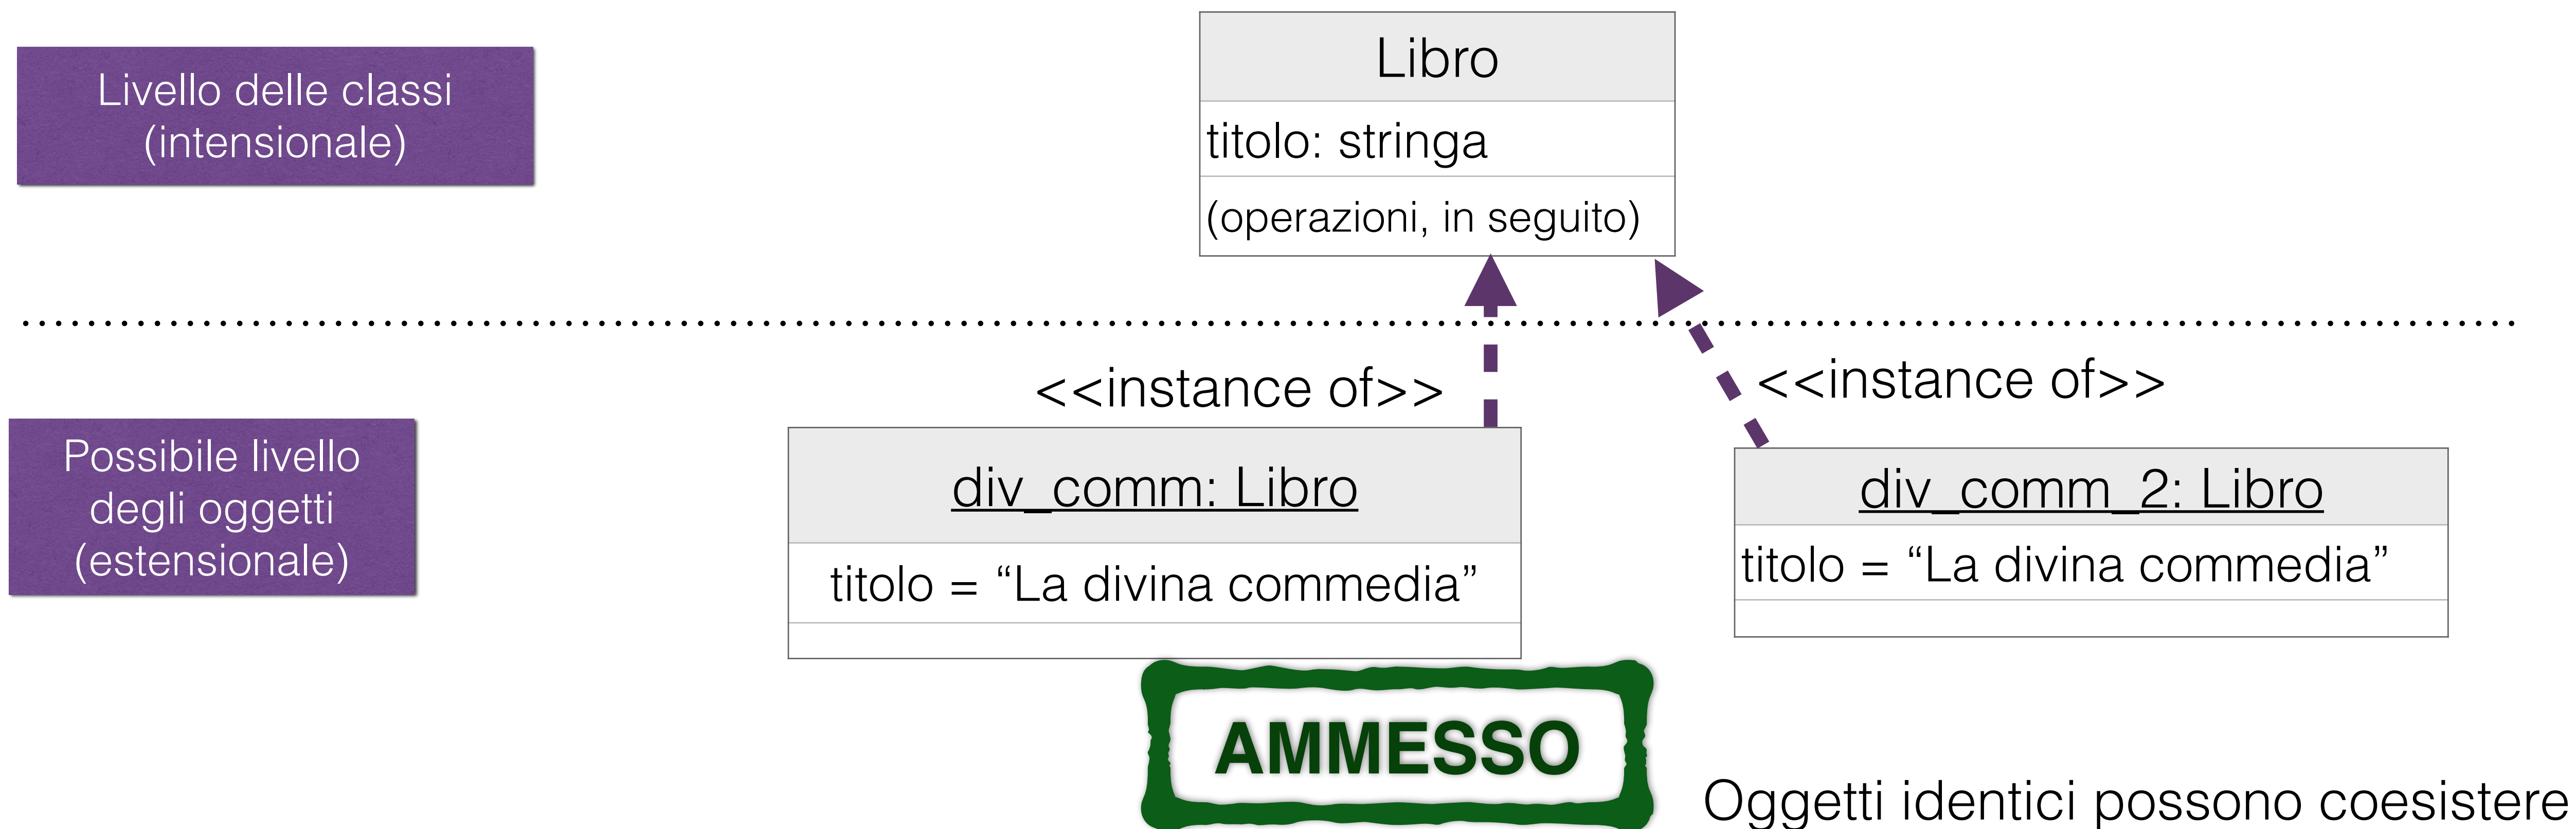 Livello delle classi
(intensionale)
Libro
titolo: stringa
(operazioni, in seguito)
<<instance of>>
<<instance of>>
Possibile livello
degli oggetti
(estensionale)
div_comm: Libro
titolo = “La divina commedia”
div_comm_2: Libro
titolo = “La divina commedia”
AMMESSO
Oggetti identici possono coesistere